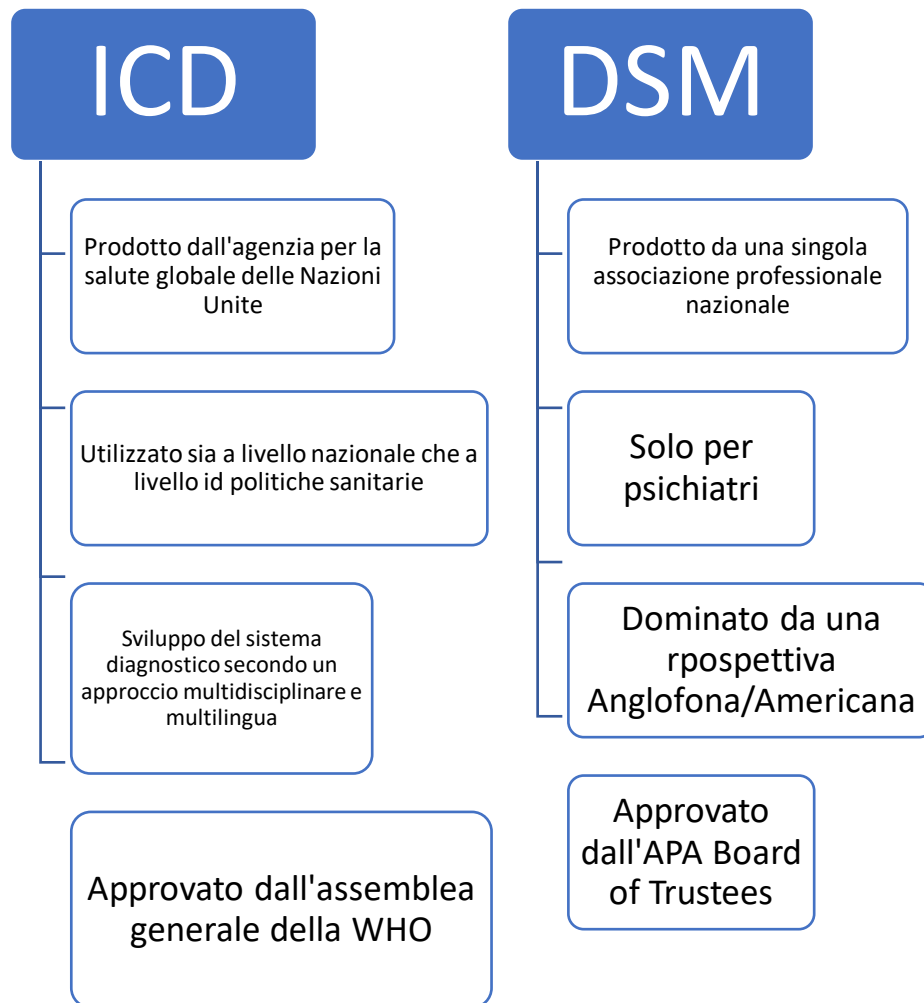 ICD
Prodotto dall'agenzia per la
salute globale delle Nazioni
Unite
Utilizzato sia a livello nazionale che a
livello id politiche sanitarie
Sviluppo del sistema
diagnostico secondo un
approccio multidisciplinare e
multilingua
Approvato dall'assemblea
generale della WHO
DSM
Prodotto da una singola
associazione professionale
nazionale
Solo per
psichiatri
Dominato da una
rpospettiva
Anglofona/Americana
Approvato
dall'APA Board
of Trustees